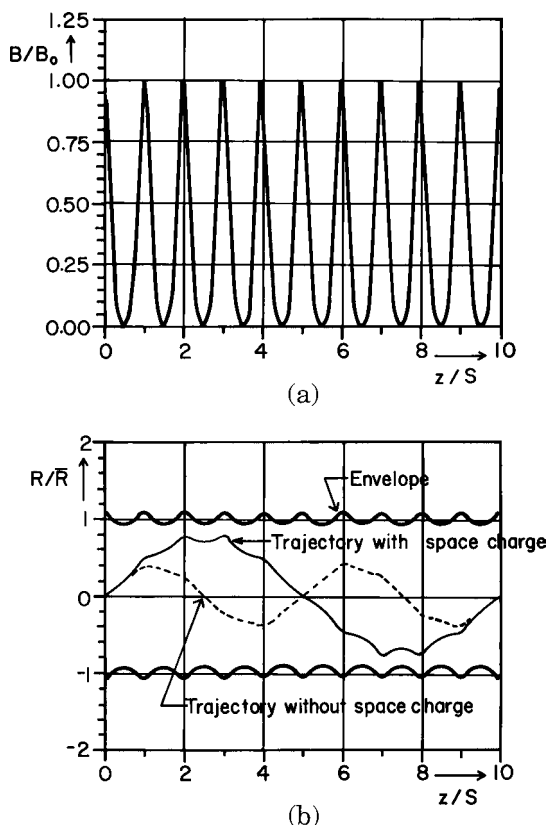 1.25
B/B₀ ↑
1.00
0.75
0.50
0.25
0.00
0 2 4 6 8 10
z/S
(a)
2
R/R̅ ↑
Envelope
1
Trajectory with space charge
0
-1
Trajectory without space charge
-2
0 2 4 6 8 10
z/S
(b)